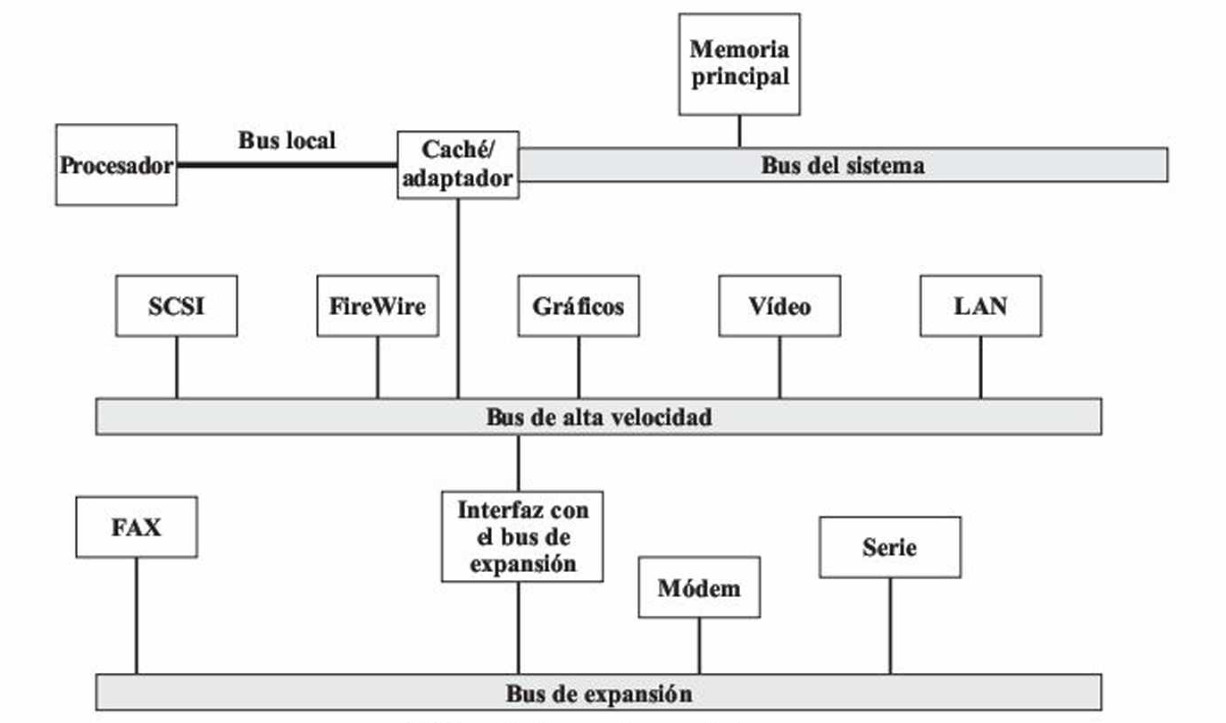 Memoria
principal
Bus local
Procesador
Caché/
adaptador
Bus del sistema
SCSI
FireWire
Gráficos
Vídeo
LAN
Bus de alta velocidad
FAX
Interfaz con
el bus de
expansión
Módem
Serie
Bus de expansión